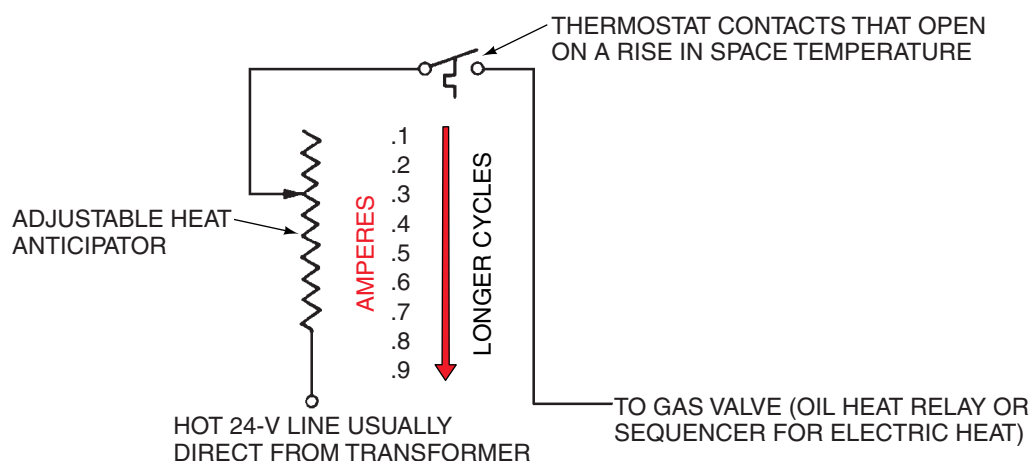 THERMOSTAT CONTACTS THAT OPEN
ON A RISE IN SPACE TEMPERATURE
.1
.2
.3
.4
.5
.6
.7
.8
.9
AMPERES
LONGER CYCLES
ADJUSTABLE HEAT
ANTICIPATOR
HOT 24-V LINE USUALLY
DIRECT FROM TRANSFORMER
TO GAS VALVE (OIL HEAT RELAY OR
SEQUENCER FOR ELECTRIC HEAT)